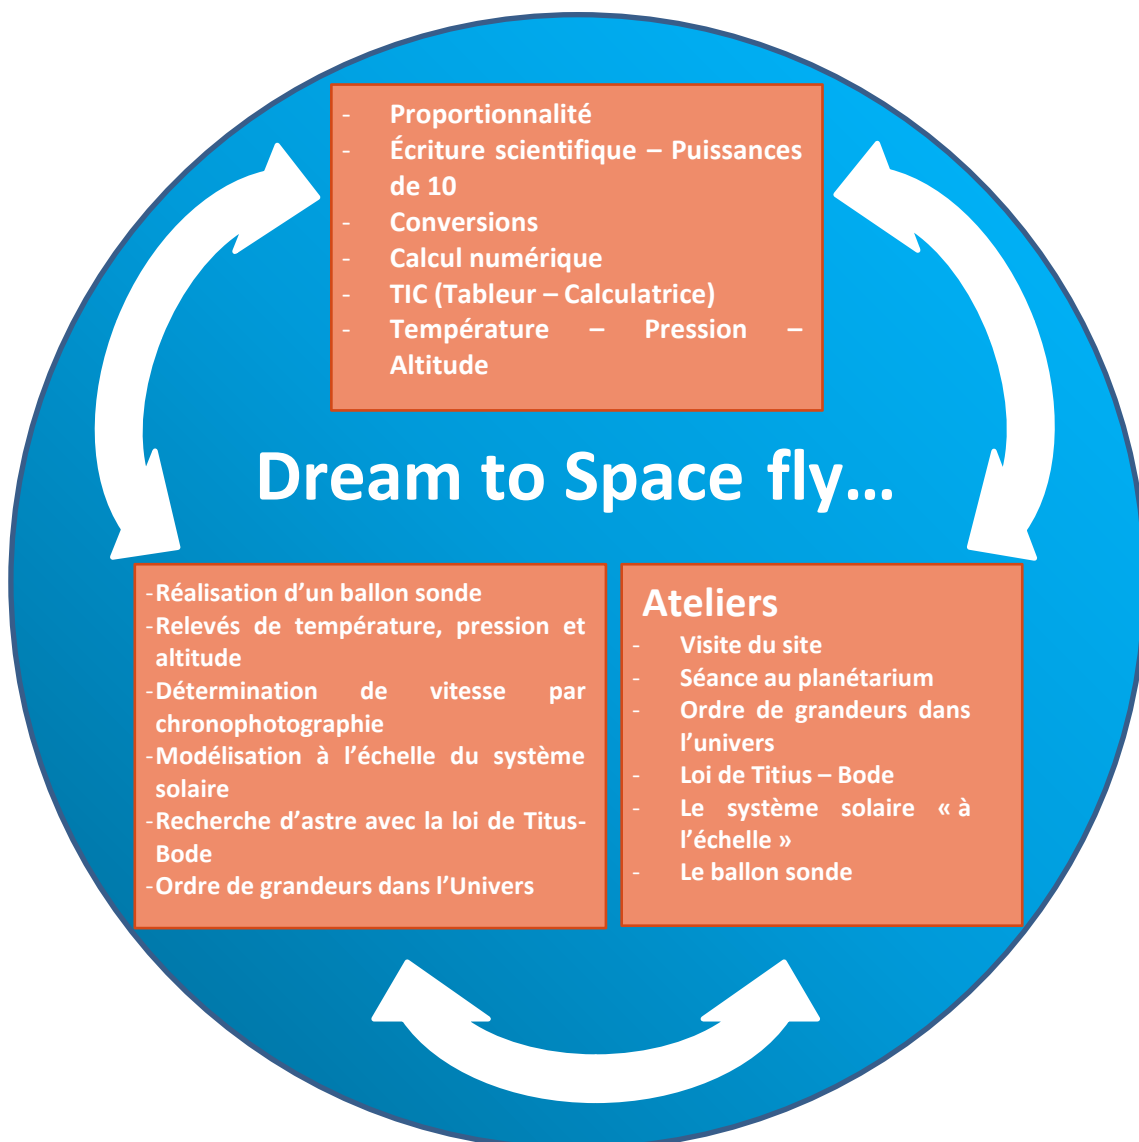 - Proportionnalité
- Écriture scientifique – Puissances
de 10
- Conversions
- Calcul numérique
- TIC (Tableur – Calculatrice)
- Température – Pression –
Altitude
Dream to Space fly...
-Réalisation d’un ballon sonde
-Relevés de température, pression et
altitude
-Détermination de vitesse par
chronophotographie
-Modélisation à l’échelle du système
solaire
-Recherche d’astre avec la loi de Titus-
Bode
-Ordre de grandeurs dans l’Univers
Ateliers
- Visite du site
- Séance au planétarium
- Ordre de grandeurs dans
l’univers
- Loi de Titius – Bode
- Le système solaire « à
l’échelle »
- Le ballon sonde